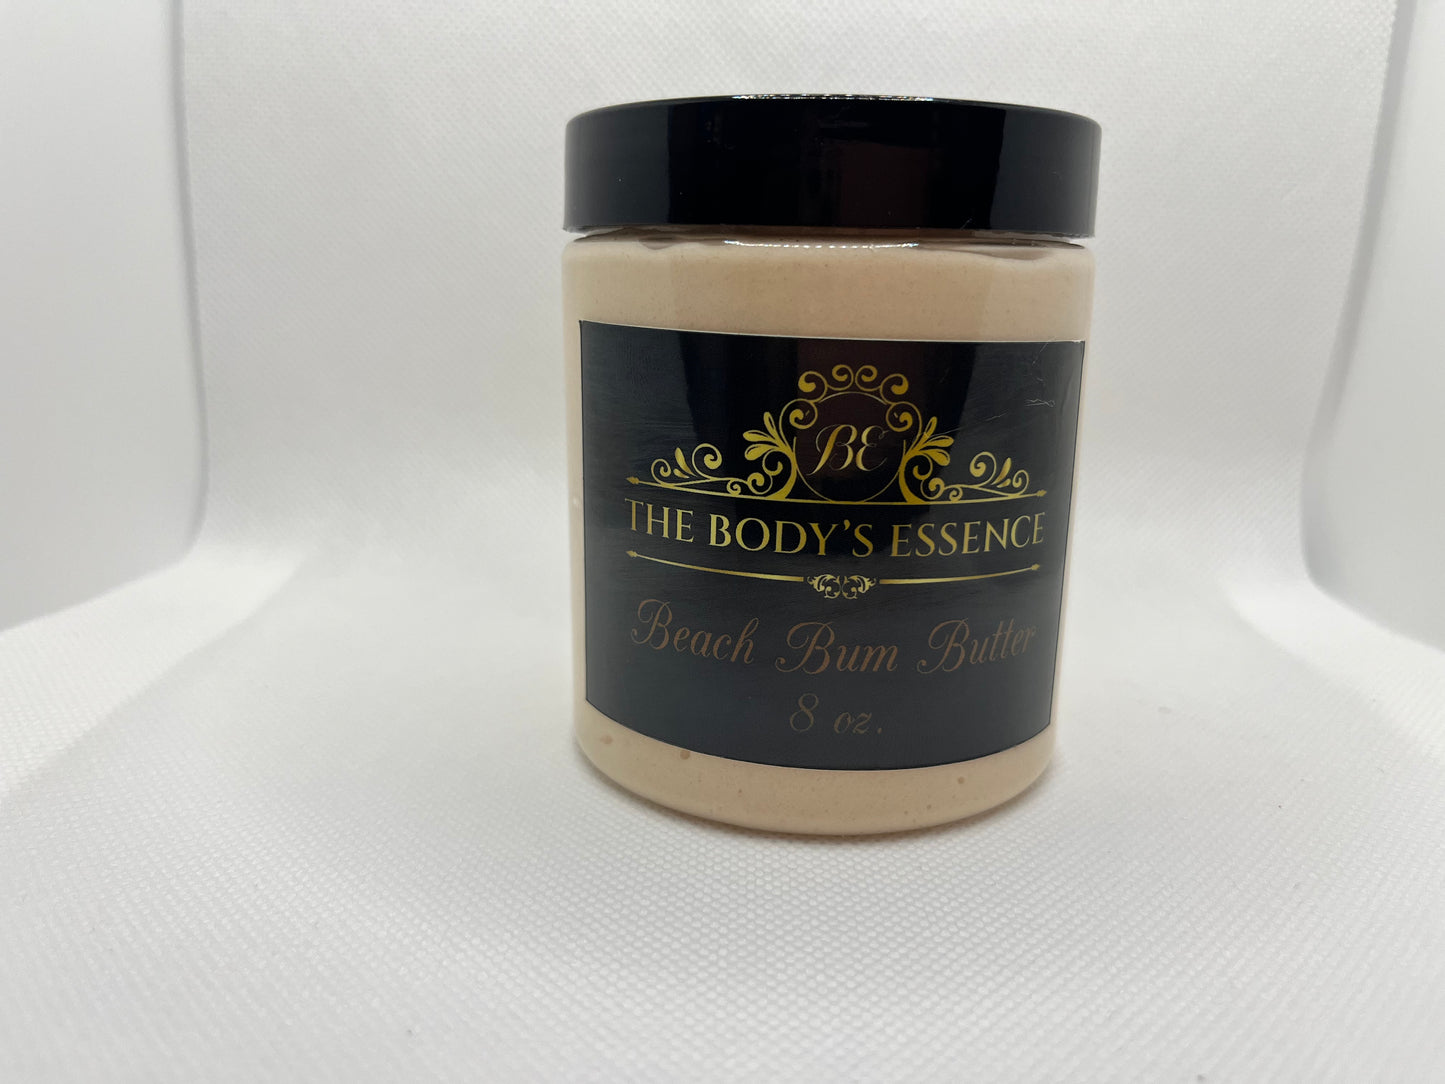 BE
THE BODY'S ESSENCE
Beach Bum Butter
8 oz.